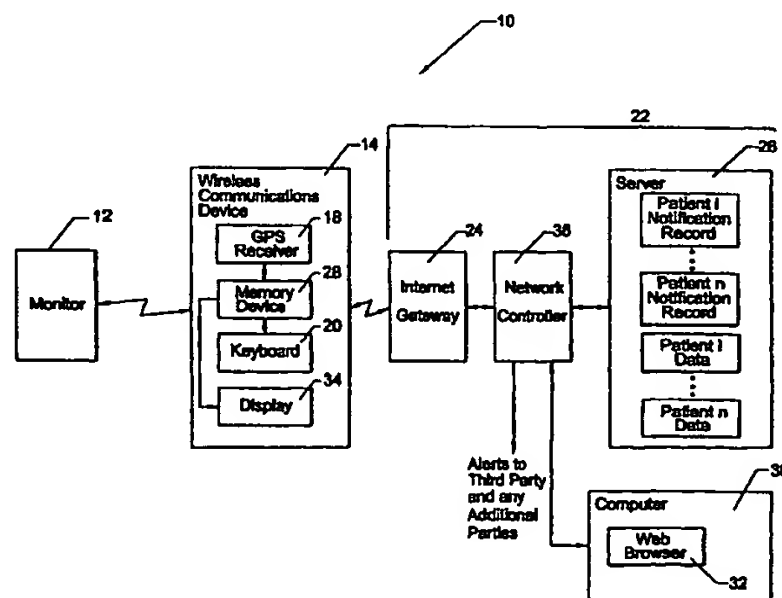 10
22
14
Wireless
Communications
Device
18
GPS
Receiver
28
Memory
Device
20
Keyboard
34
Display
12
Monitor
24
Internet
Gateway
36
Network
Controller
26
Server
Patient 1
Notification
Record
Patient n
Notification
Record
Patient 1
Data
Patient n
Data
Alerts to
Third Party
and any
Additional
Parties
Computer
Web
Browser
32